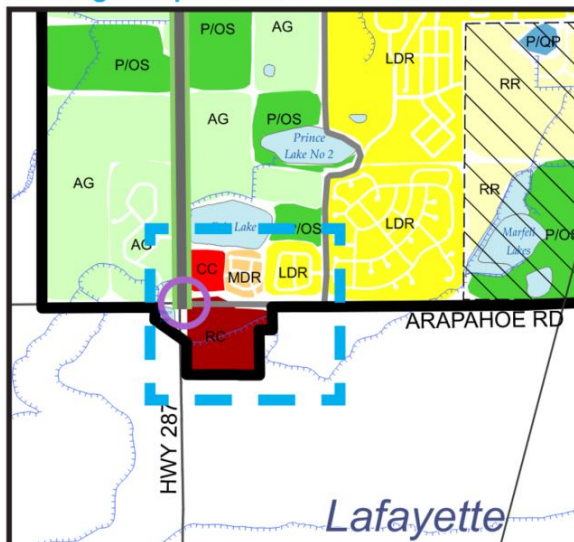 P/OS
AG
P/QP
P/OS
LDR
RR
AG
P/OS
Prince
Lake No 2
AG
RR
LDR
Marfell
Lakes
P/OS
AG
Lake
P/OS
CC
MDR
LDR
ARAPAHOE RD
RC
HWY 287
Lafayette